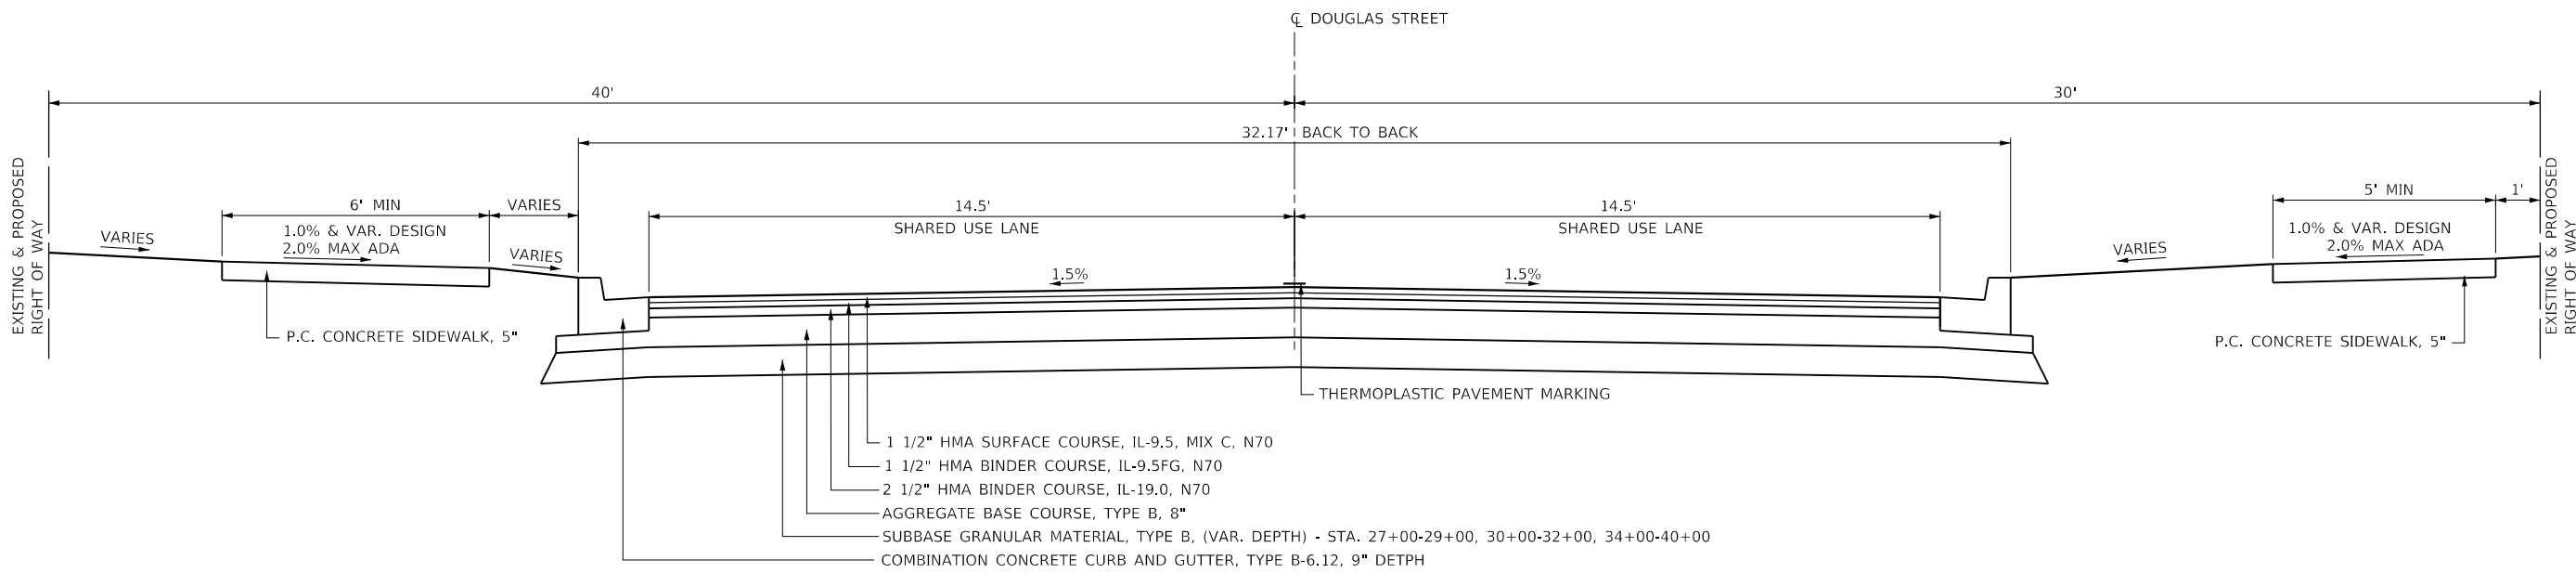 ℄ DOUGLAS STREET
40'
30'
32.17' BACK TO BACK
EXISTING & PROPOSED
RIGHT OF WAY
6' MIN
VARIES
14.5'
SHARED USE LANE
14.5'
SHARED USE LANE
5' MIN
1'
EXISTING & PROPOSED
RIGHT OF WAY
VARIES
1.0% & VAR. DESIGN
2.0% MAX ADA
VARIES
1.5%
1.5%
VARIES
1.0% & VAR. DESIGN
2.0% MAX ADA
P.C. CONCRETE SIDEWALK, 5"
P.C. CONCRETE SIDEWALK, 5"
THERMOPLASTIC PAVEMENT MARKING
1 1/2" HMA SURFACE COURSE, IL-9.5, MIX C, N70
1 1/2" HMA BINDER COURSE, IL-9.5FG, N70
2 1/2" HMA BINDER COURSE, IL-19.0, N70
AGGREGATE BASE COURSE, TYPE B, 8"
SUBBASE GRANULAR MATERIAL, TYPE B, (VAR. DEPTH) - STA. 27+00-29+00, 30+00-32+00, 34+00-40+00
COMBINATION CONCRETE CURB AND GUTTER, TYPE B-6.12, 9" DETPH